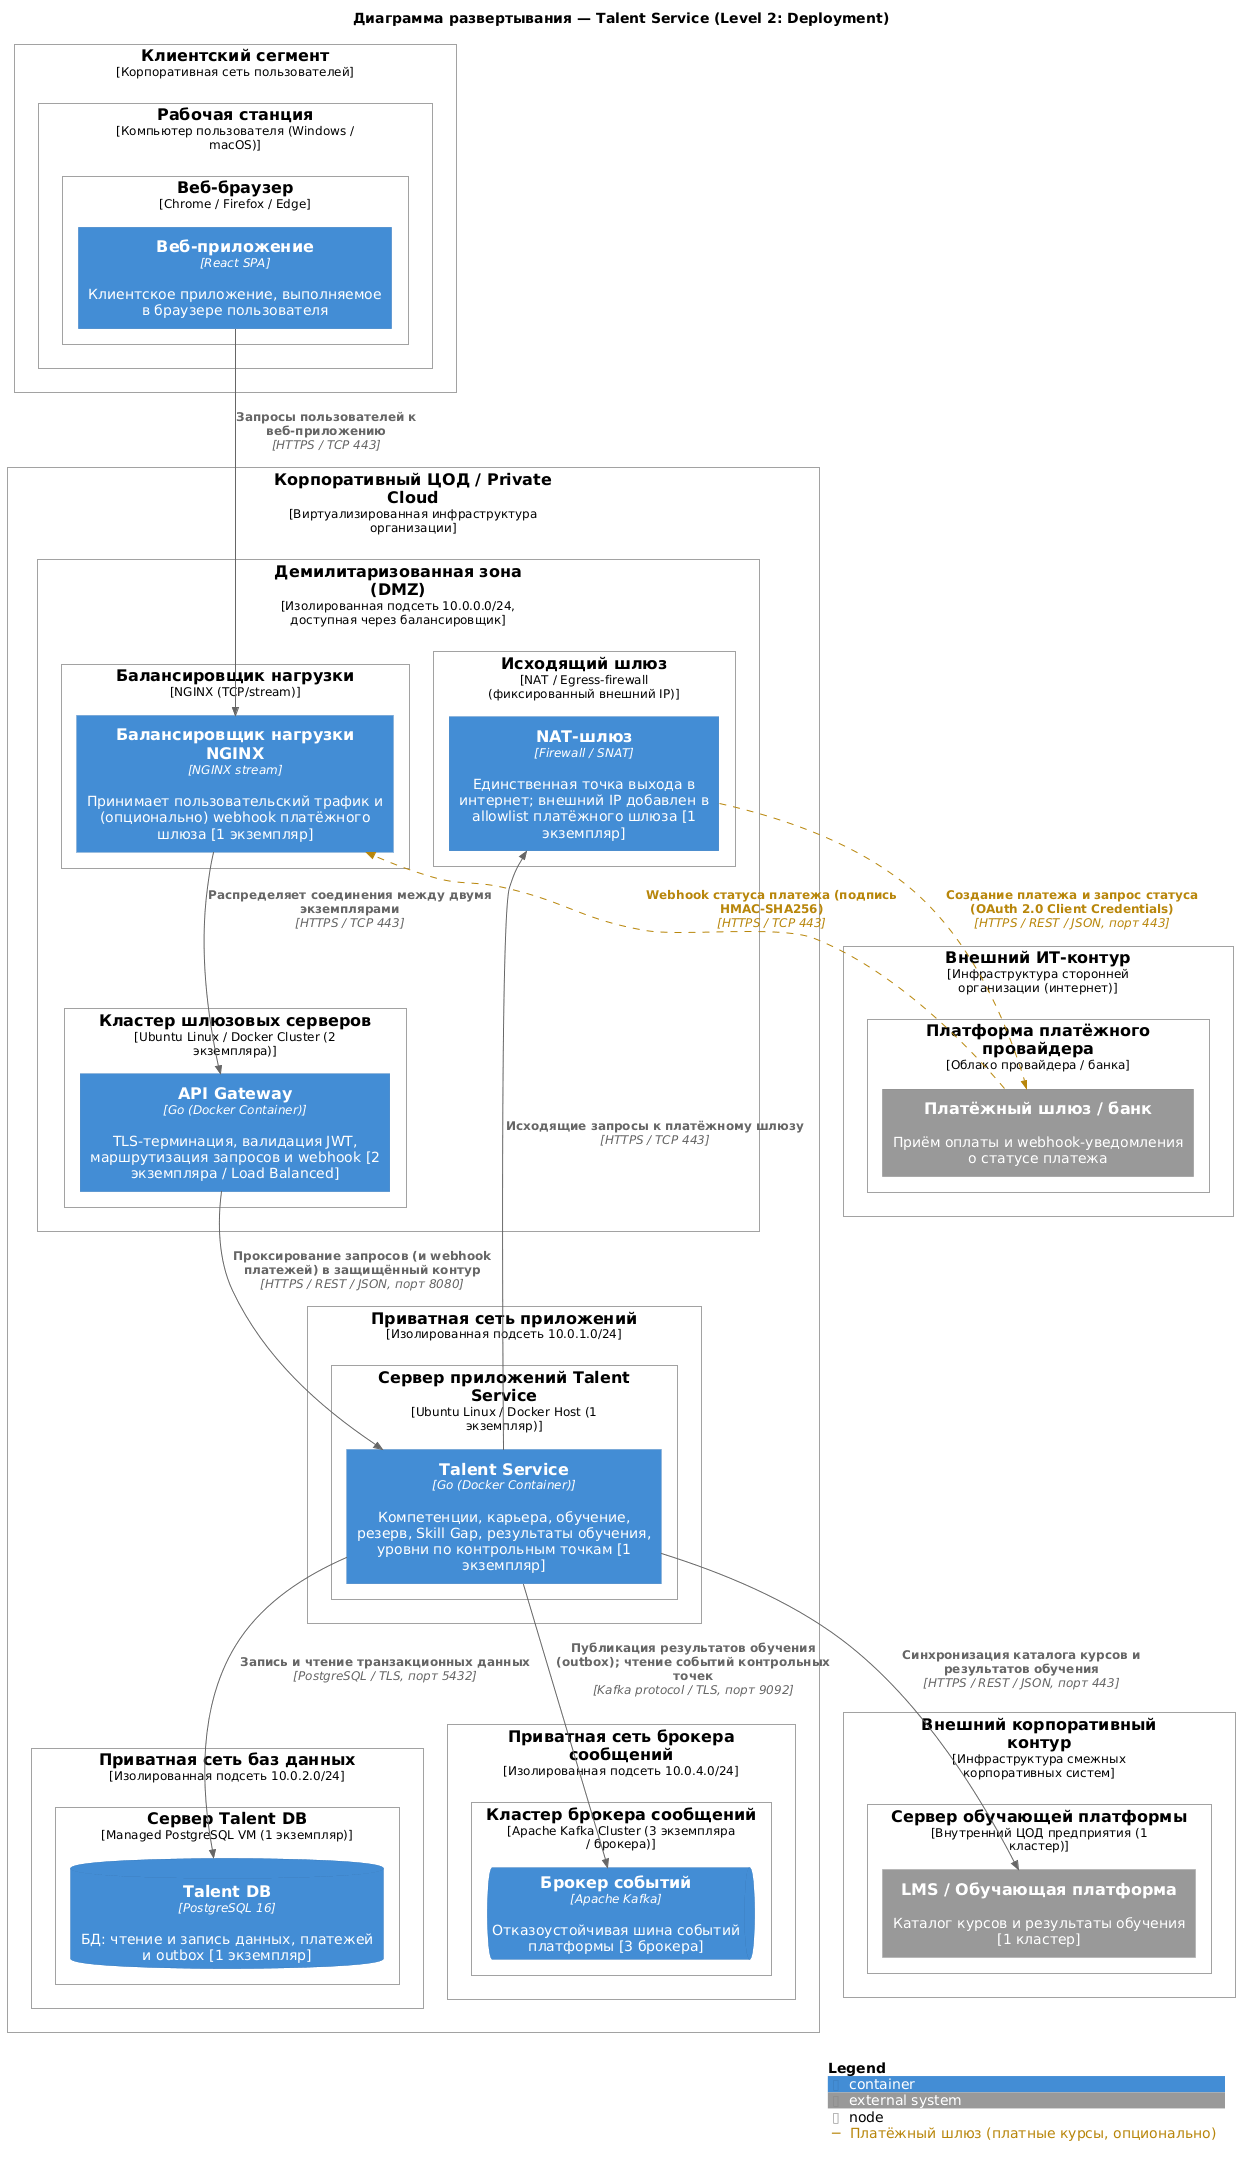 Диаграмма развертывания — Talent Service (Level 2: Deployment)
Клиентский сегмент
[Корпоративная сеть пользователей]
Рабочая станция
[Компьютер пользователя (Windows /
macOS)]
Веб-браузер
[Chrome / Firefox / Edge]
Веб-приложение
[React SPA]
Клиентское приложение, выполняемое
в браузере пользователя
Запросы пользователей к
веб-приложению
[HTTPS / TCP 443]
Корпоративный ЦОД / Private
Cloud
[Виртуализированная инфраструктура
организации]
Демилитаризованная зона
(DMZ)
[Изолированная подсеть 10.0.0.0/24,
доступная через балансировщик]
Балансировщик нагрузки
[NGINX (TCP/stream)]
Балансировщик нагрузки
NGINX
[NGINX stream]
Принимает пользовательский трафик и
(опционально) webhook платёжного
шлюза [1 экземпляр]
Исходящий шлюз
[NAT / Egress-firewall
(фиксированный внешний IP)]
NAT-шлюз
[Firewall / SNAT]
Единственная точка выхода в
интернет; внешний IP добавлен в
allowlist платёжного шлюза [1
экземпляр]
Распределяет соединения между двумя
экземплярами
[HTTPS / TCP 443]
Webhook статуса платежа (подпись
HMAC-SHA256)
[HTTPS / TCP 443]
Создание платежа и запрос статуса
(OAuth 2.0 Client Credentials)
[HTTPS / REST / JSON, порт 443]
Внешний ИТ-контур
[Инфраструктура сторонней
организации (интернет)]
Платформа платёжного
провайдера
[Облако провайдера / банка]
Платёжный шлюз / банк
Приём оплаты и webhook-уведомления
о статусе платежа
Кластер шлюзовых серверов
[Ubuntu Linux / Docker Cluster (2
экземпляра)]
API Gateway
[Go (Docker Container)]
TLS-терминация, валидация JWT,
маршрутизация запросов и webhook [2
экземпляра / Load Balanced]
Исходящие запросы к платёжному шлюзу
[HTTPS / TCP 443]
Проксирование запросов (и webhook
платежей) в защищённый контур
[HTTPS / REST / JSON, порт 8080]
Приватная сеть приложений
[Изолированная подсеть 10.0.1.0/24]
Сервер приложений Talent
Service
[Ubuntu Linux / Docker Host (1
экземпляр)]
Talent Service
[Go (Docker Container)]
Компетенции, карьера, обучение,
резерв, Skill Gap, результаты обучения,
уровни по контрольным точкам [1
экземпляр]
Запись и чтение транзакционных данных
[PostgreSQL / TLS, порт 5432]
Публикация результатов обучения
(outbox); чтение событий контрольных
точек
[Kafka protocol / TLS, порт 9092]
Синхронизация каталога курсов и
результатов обучения
[HTTPS / REST / JSON, порт 443]
Приватная сеть баз данных
[Изолированная подсеть 10.0.2.0/24]
Сервер Talent DB
[Managed PostgreSQL VM (1 экземпляр)]
Talent DB
[PostgreSQL 16]
БД: чтение и запись данных, платежей
и outbox [1 экземпляр]
Приватная сеть брокера
сообщений
[Изолированная подсеть 10.0.4.0/24]
Кластер брокера сообщений
[Apache Kafka Cluster (3 экземпляра
/ брокера)]
Брокер событий
[Apache Kafka]
Отказоустойчивая шина событий
платформы [3 брокера]
Внешний корпоративный
контур
[Инфраструктура смежных
корпоративных систем]
Сервер обучающей платформы
[Внутренний ЦОД предприятия (1
кластер)]
LMS / Обучающая платформа
Каталог курсов и результаты обучения
[1 кластер]
Legend
container
external system
node
Платёжный шлюз (платные курсы, опционально)